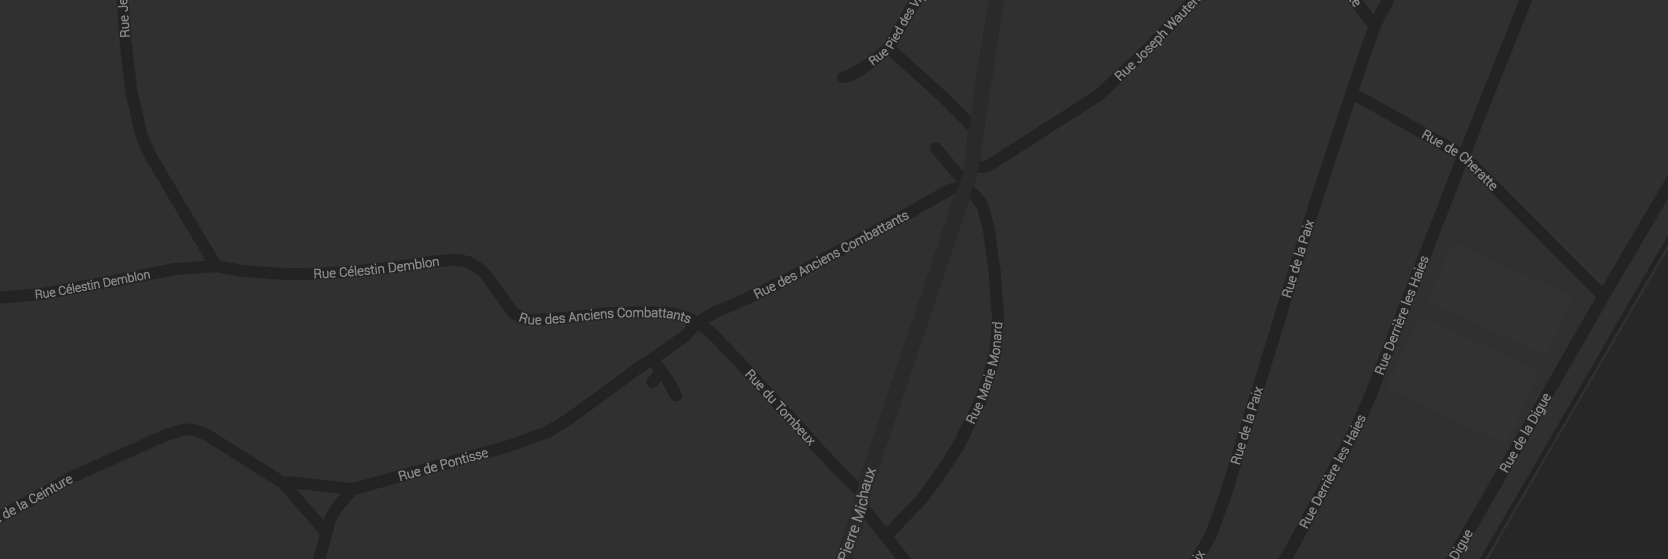 Rue Pied des
Rue Joseph Wauters
Rue de Cheratte
Rue Célestin Demblon
Rue Célestin Demblon
Rue des Anciens Combattants
Rue des Anciens Combattants
Rue de la Paix
Rue Derrière les Haies
Rue Marie Monard
Rue du Tombeux
Rue de la Paix
Rue de la Digue
Rue de Pontisse
Rue Derrière les Haies
de la Ceinture
Pierre Michaux
Digue